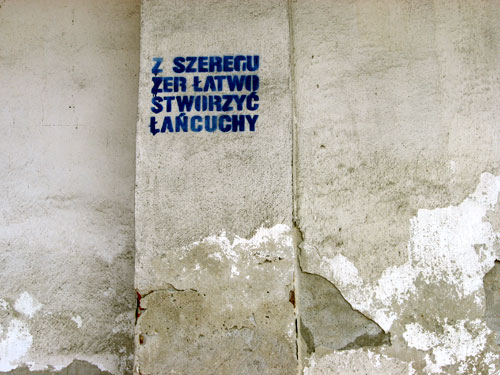 Z SZEREGU
ZER ŁATWO
STWORZYĆ
ŁAŃCUCHY